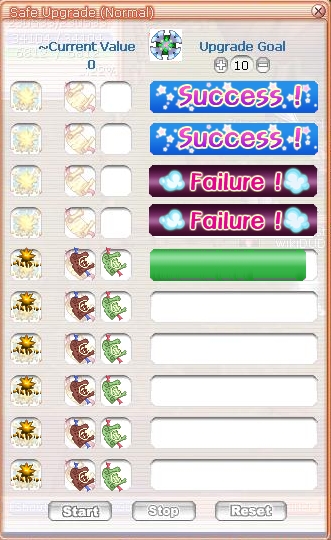 Safe Upgrade (Normal)
~Current Value
0
Upgrade Goal
10
Success !
Success !
Failure !
Failure !
Start
Stop
Reset